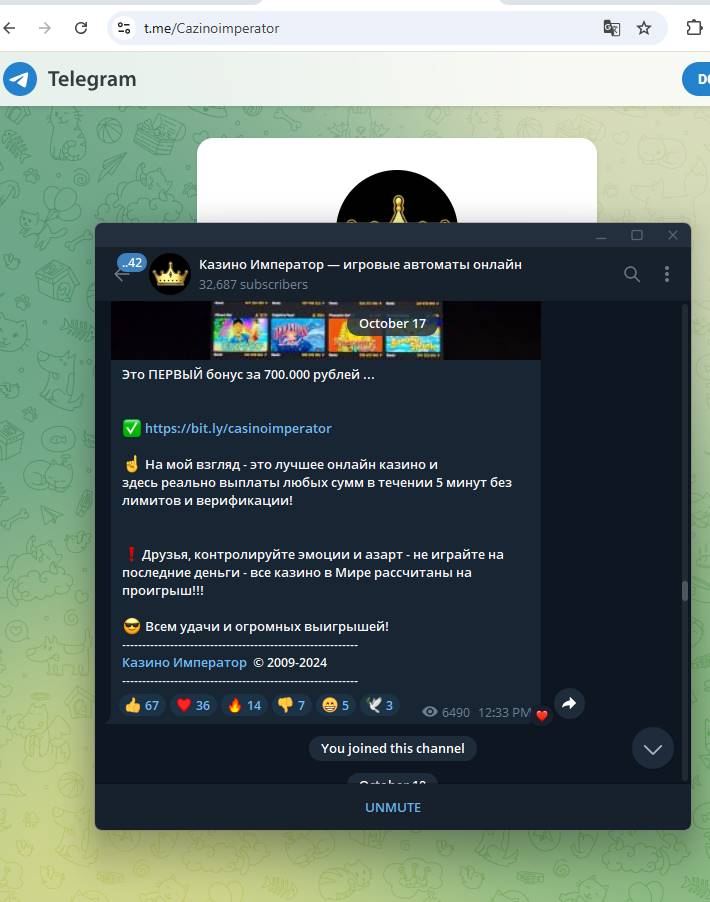 t.me/Cazinoimperator
Telegram
..42
Казино Император — игровые автоматы онлайн
32,687 subscribers
October 17
Это ПЕРВЫЙ бонус за 700.000 рублей ...
✅ https://bit.ly/casinoimperator
☝ На мой взгляд - это лучшее онлайн казино и
здесь реально выплаты любых сумм в течении 5 минут без
лимитов и верификации!
❗ Друзья, контролируйте эмоции и азарт - не играйте на
последние деньги - все казино в Мире рассчитаны на
проигрыш!!!
😎 Всем удачи и огромных выигрышей!
-----------------------------------------------------------
Казино Император © 2009-2024
-----------------------------------------------------------
👍 67 ❤ 36 🔥 14 👎 7 😁 5 🕊 3
6490 12:33 PM
You joined this channel
UNMUTE